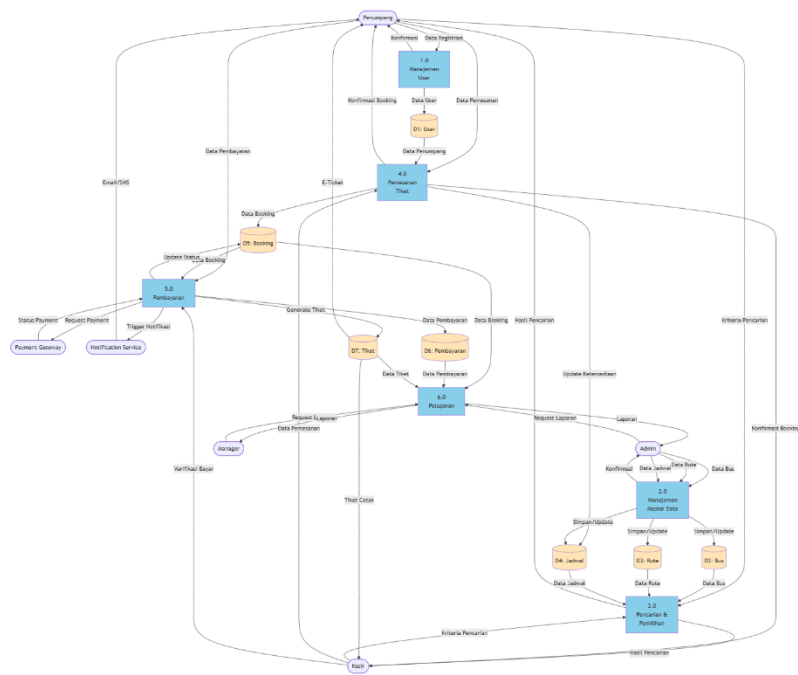 Penumpang
Konfirmasi
Data Registrasi
1.0
Manajemen
User
Konfirmasi Booking
Data User
Data Pemesanan
D1: User
Data Pembayaran
Data Penumpang
Email/SMS
E-Ticket
4.0
Pemesanan
Tiket
Data Booking
D5: Booking
Update Status
Data Booking
5.0
Pembayaran
Status Payment
Request Payment
Generate Tiket
Data Pembayaran
Data Booking
Hasil Pencarian
Kriteria Pencarian
Trigger Notifikasi
Payment Gateway
Notification Service
D7: Tiket
D6: Pembayaran
Data Tiket
Data Pembayaran
Update Ketersediaan
6.0
Pelaporan
Request Laporan
Data Pemesanan
Request Laporan
Laporan
Konfirmasi Booking
Manager
Admin
Verifikasi Bayar
Konfirmasi
Data Jadwal
Data Rute
Data Bus
2.0
Manajemen
Master Data
Tiket Cetak
Simpan/Update
Simpan/Update
Simpan/Update
D4: Jadwal
D3: Rute
D2: Bus
Data Jadwal
Data Rute
Data Bus
3.0
Pencarian &
Pemilihan
Kriteria Pencarian
Hasil Pencarian
Kasir